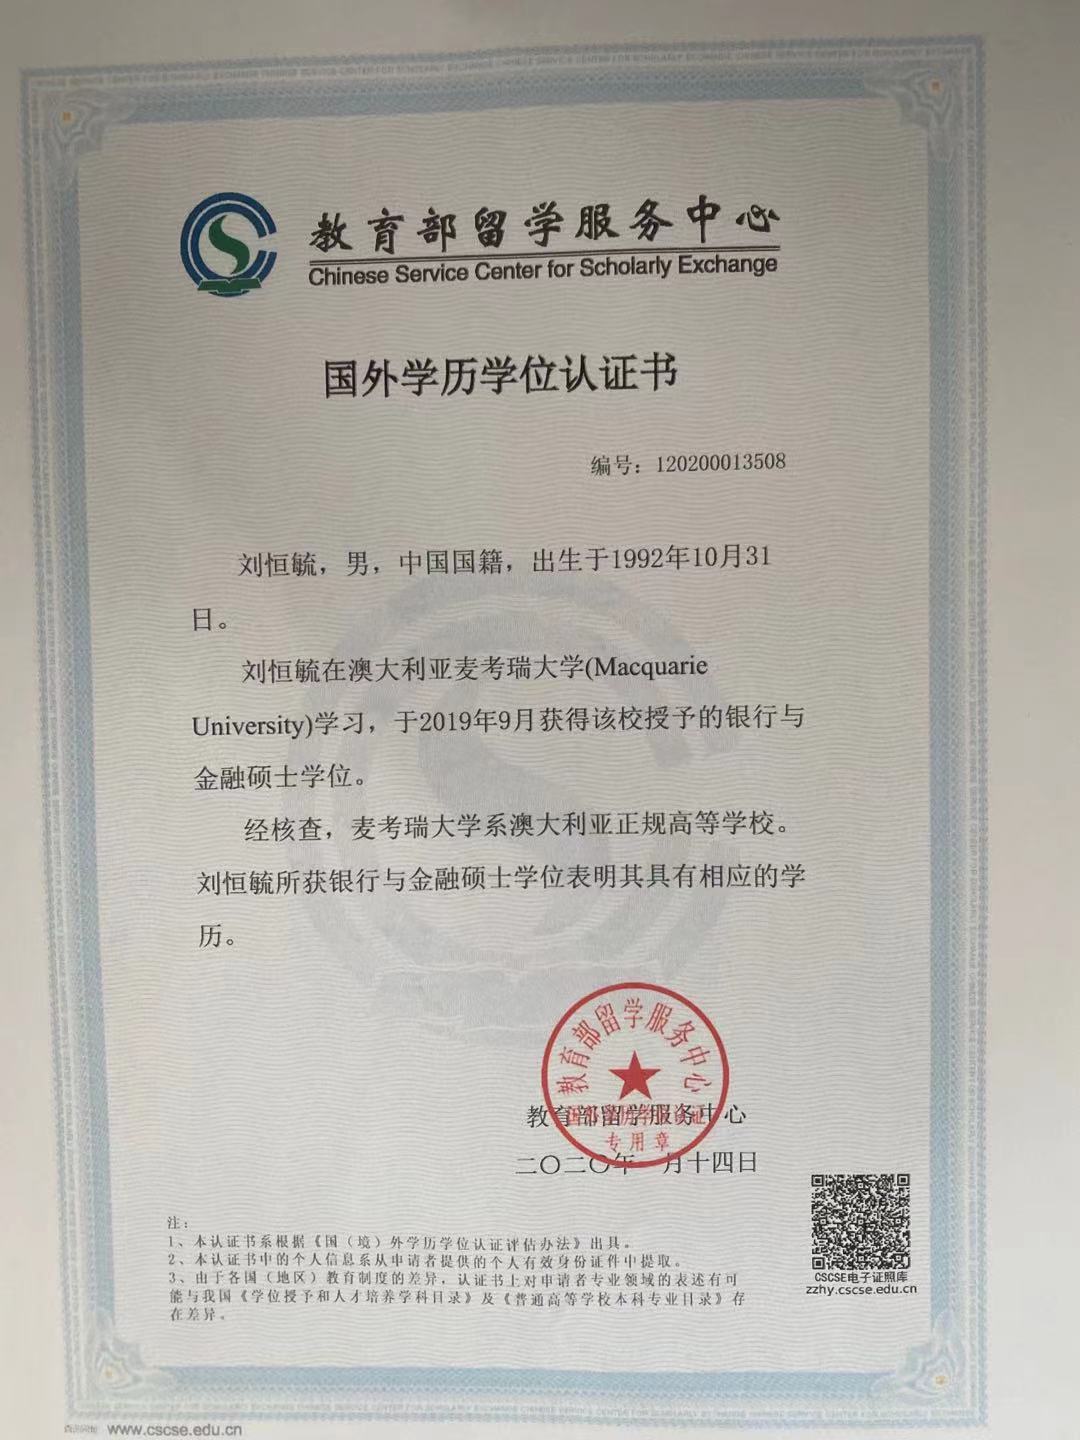 教育部留学服务中心
Chinese Service Center for Scholarly Exchange
国外学历学位认证书
编号：120200013508
刘恒毓，男，中国国籍，出生于1992年10月31
日。
刘恒毓在澳大利亚麦考瑞大学(Macquarie
University)学习，于2019年9月获得该校授予的银行与
金融硕士学位。
经核查，麦考瑞大学系澳大利亚正规高等学校。
刘恒毓所获银行与金融硕士学位表明其具有相应的学
历。
教育部留学服务中心
国外学历学位认证
专用章
教育部留学服务中心
二〇二〇年一月十四日
注：
1、本认证书系根据《国（境）外学历学位认证评估办法》出具。
2、本认证书中的个人信息系从申请者提供的个人有效身份证件中提取。
3、由于各国（地区）教育制度的差异，认证书上对申请者专业领域的表述有可
能与我国《学位授予和人才培养学科目录》及《普通高等学校本科专业目录》存
在差异。
CSCSE电子证照库
zzhy.cscse.edu.cn
www.cscse.edu.cn